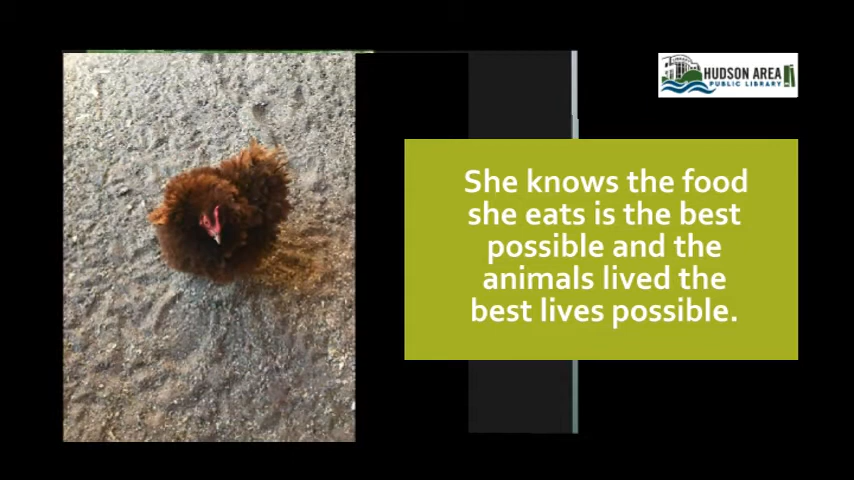 HUDSON AREA
PUBLIC LIBRARY
She knows the food
she eats is the best
possible and the
animals lived the
best lives possible.